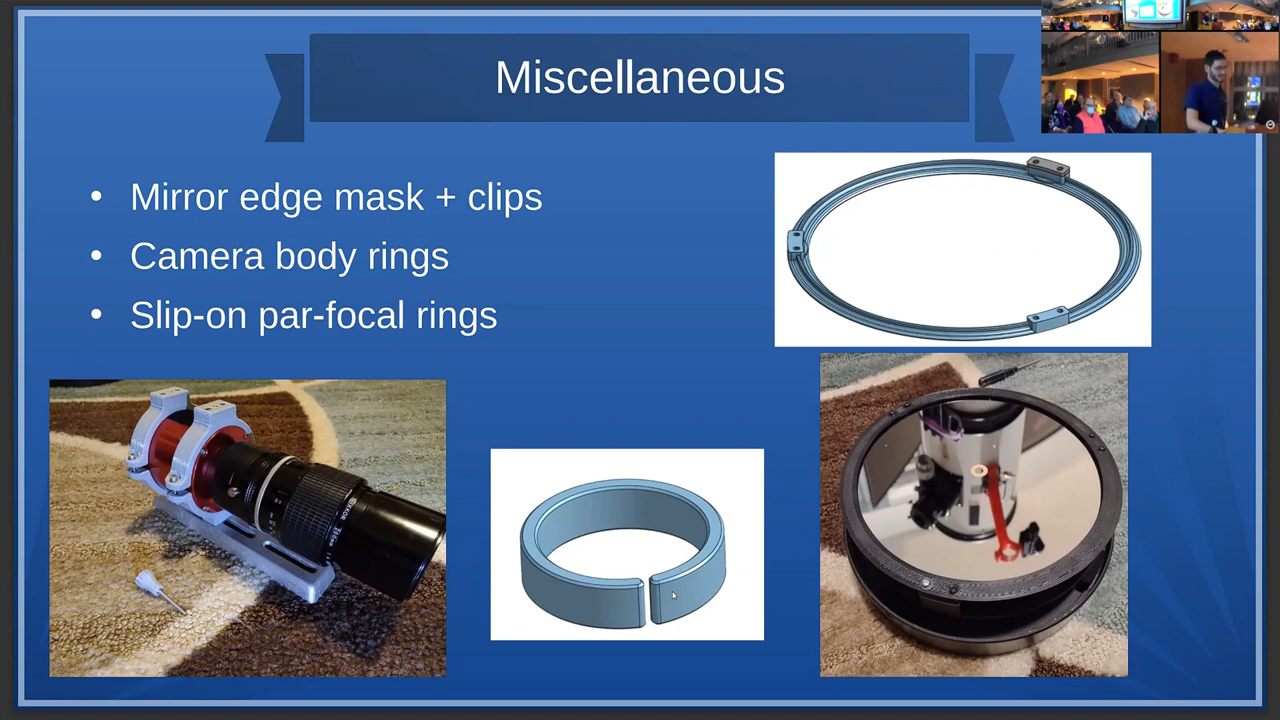 Miscellaneous
• Mirror edge mask + clips
• Camera body rings
• Slip-on par-focal rings